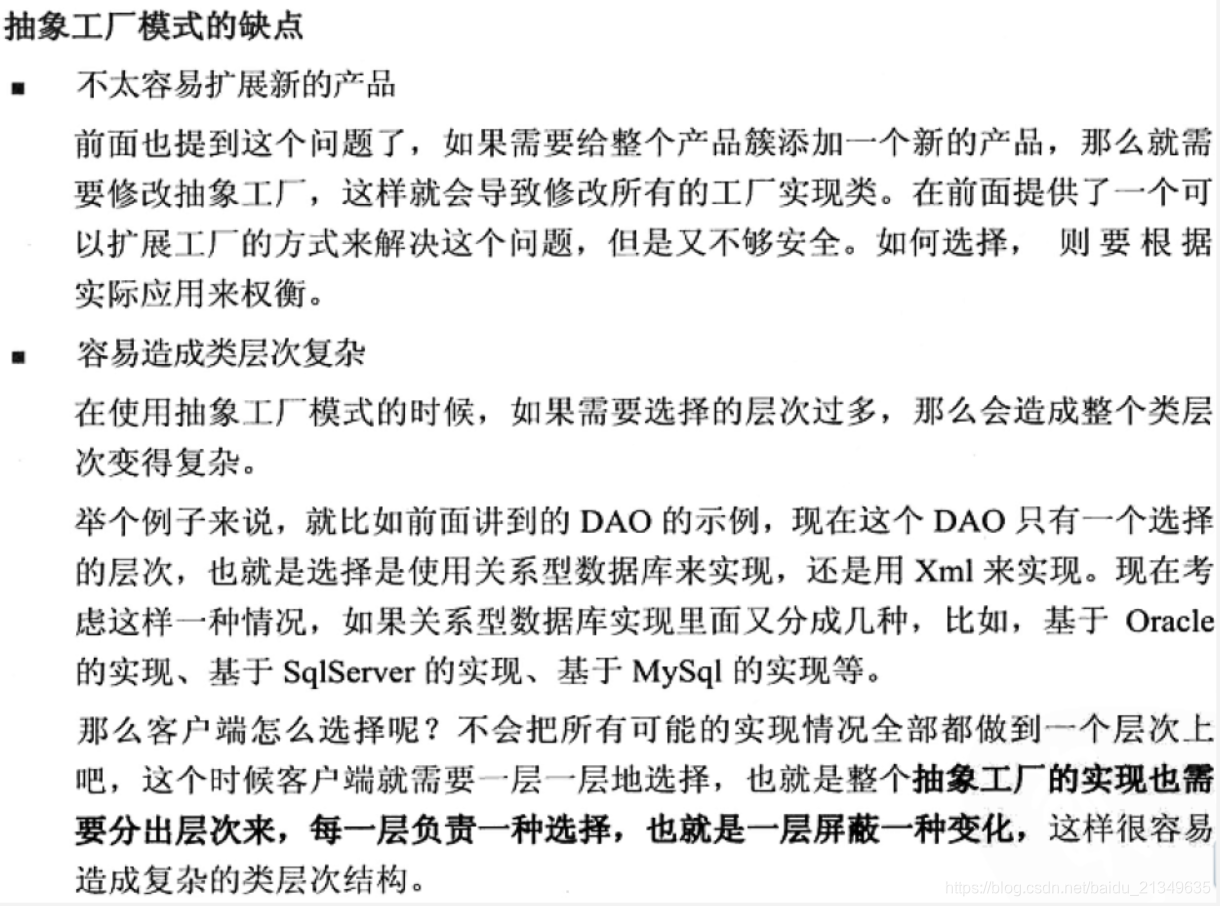 抽象工厂模式的缺点
■ 不太容易扩展新的产品
前面也提到这个问题了，如果需要给整个产品簇添加一个新的产品，那么就需
要修改抽象工厂，这样就会导致修改所有的工厂实现类。在前面提供了一个可
以扩展工厂的方式来解决这个问题，但是又不够安全。如何选择， 则 要 根 据
实际应用来权衡。
■ 容易造成类层次复杂
在使用抽象工厂模式的时候，如果需要选择的层次过多，那么会造成整个类层
次变得复杂。
举个例子来说，就比如前面讲到的 DAO 的示例，现在这个 DAO 只有一个选择
的层次，也就是选择是使用关系型数据库来实现，还是用 Xml 来实现。现在考
虑这样一种情况，如果关系型数据库实现里面又分成几种，比如，基于 Oracle
的实现、基于 SqlServer 的实现、基于 MySql 的实现等。
那么客户端怎么选择呢？不会把所有可能的实现情况全部都做到一个层次上
吧，这个时候客户端就需要一层一层地选择，也就是整个抽象工厂的实现也需
要分出层次来，每一层负责一种选择，也就是一层屏蔽一种变化，这样很容易
造成复杂的类层次结构。
https://blog.csdn.net/baidu_21349635